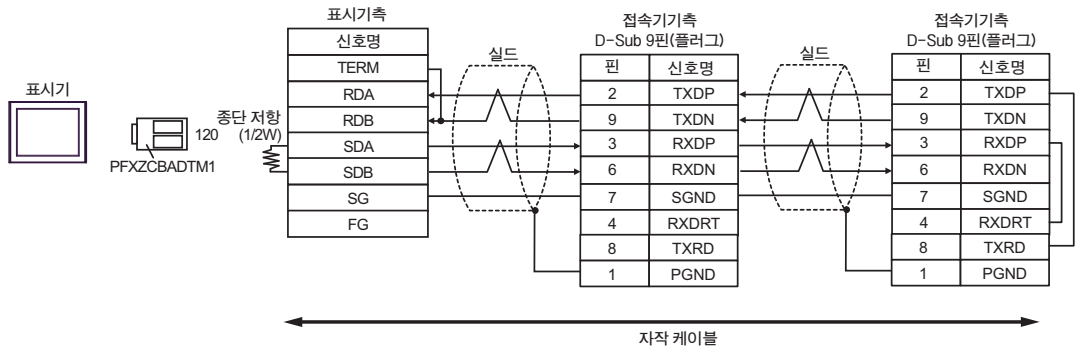 표시기
PFXZCBADTM1
120
종단 저항
(1/2W)
표시기측
신호명
TERM
RDA
RDB
SDA
SDB
SG
FG
실드
접속기기측
D-Sub 9핀(플러그)
핀 신호명
2 TXDP
9 TXDN
3 RXDP
6 RXDN
7 SGND
4 RXDRT
8 TXRD
1 PGND
실드
접속기기측
D-Sub 9핀(플러그)
핀 신호명
2 TXDP
9 TXDN
3 RXDP
6 RXDN
7 SGND
4 RXDRT
8 TXRD
1 PGND
자작 케이블